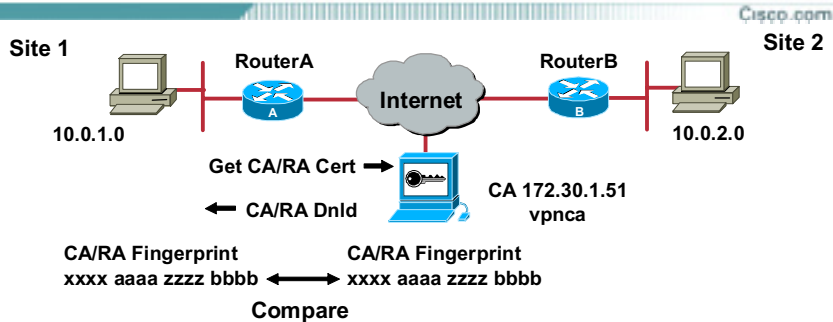 Cisco.com
Site 1
Site 2
RouterA
RouterB
A
Internet
B
10.0.1.0
10.0.2.0
Get CA/RA Cert
CA 172.30.1.51
vpnca
CA/RA Dnld
CA/RA Fingerprint
xxxx aaaa zzzz bbbb
CA/RA Fingerprint
xxxx aaaa zzzz bbbb
Compare